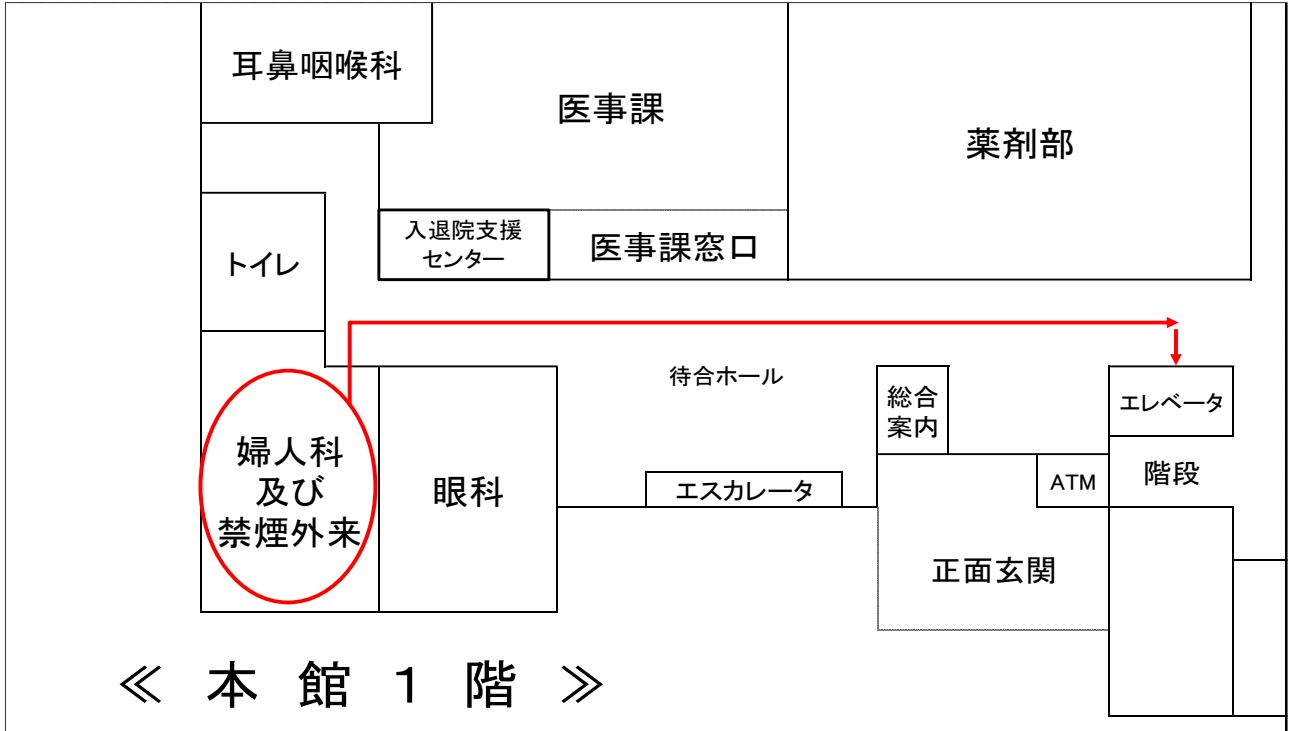 耳鼻咽喉科
医事課
薬剤部
トイレ
入退院支援
センター
医事課窓口
待合ホール
総合
案内
エレベータ
婦人科
及び
禁煙外来
眼科
エスカレータ
ATM
階段
正面玄関
≪ 本 館 1 階 ≫